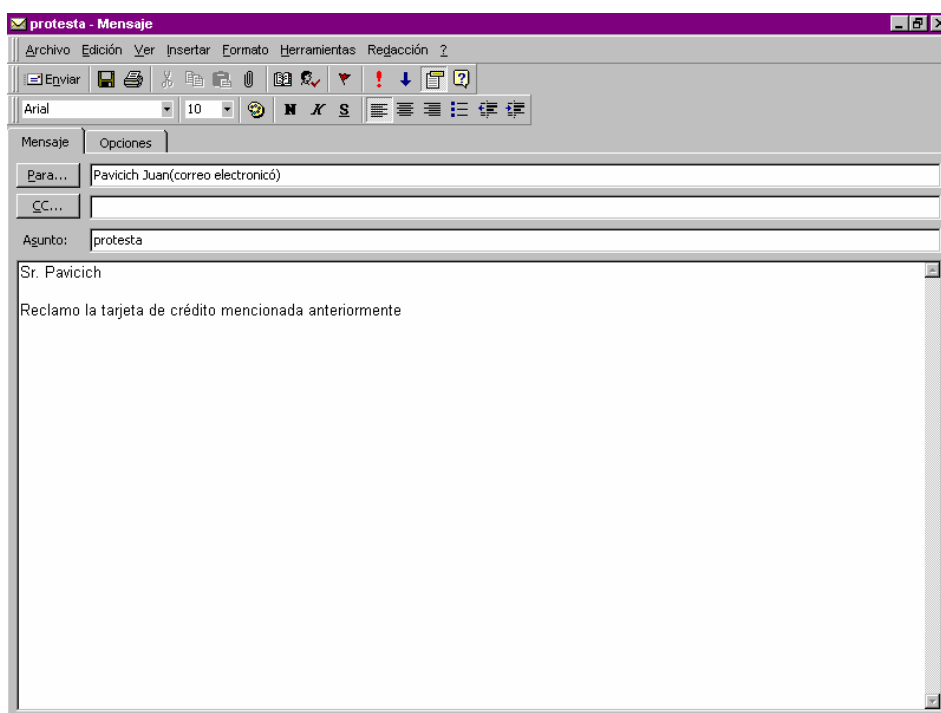 protesta - Mensaje
Archivo Edición Ver Insertar Formato Herramientas Redacción ?
Enviar
Arial 10 N K S
Mensaje Opciones
Para... Pavicich Juan(correo electronicó)
CC...
Asunto: protesta
Sr. Pavicich
Reclamo la tarjeta de crédito mencionada anteriormente